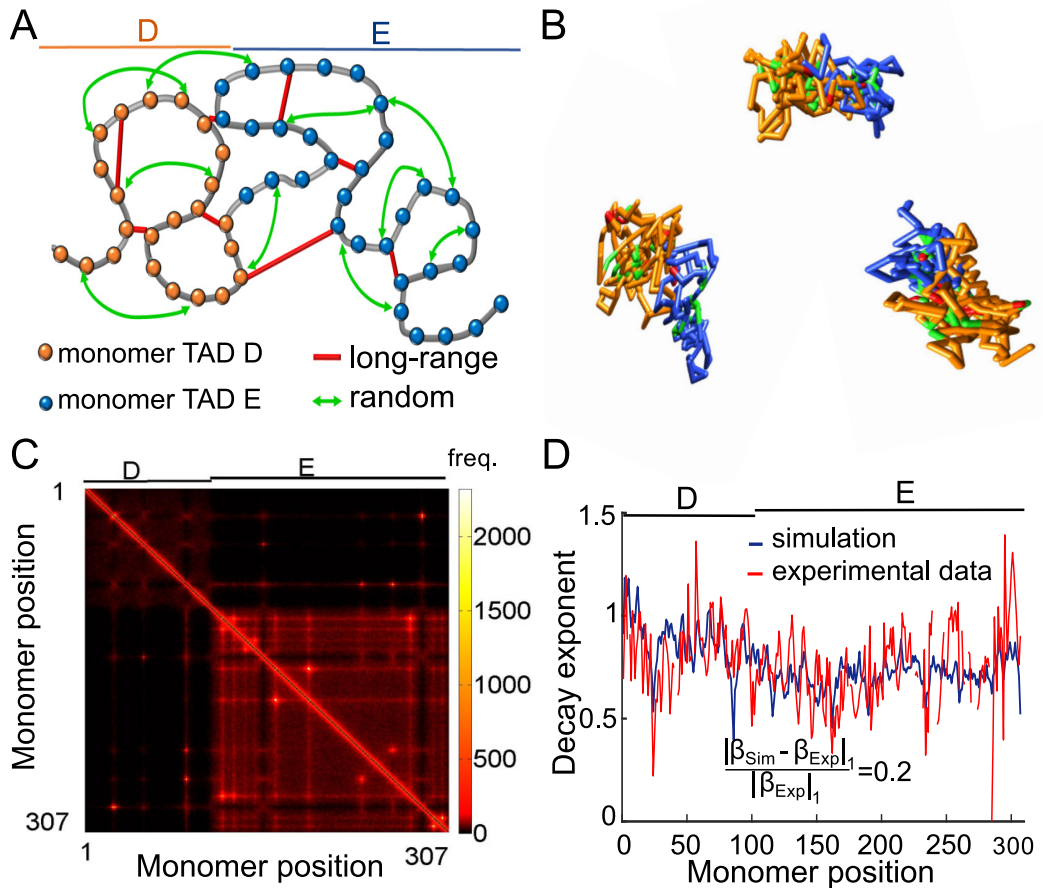 A
D
E
monomer TAD D
long-range
monomer TAD E
random
B
C
D
E
freq.
1
Monomer position
307
1
307
Monomer position
2000
1500
1000
500
0
D
D
E
1.5
1
0.5
0
Decay exponent
simulation
experimental data
|βSim - βExp|1
=0.2
|βExp|1
0
50
100
150
200
250
300
Monomer position